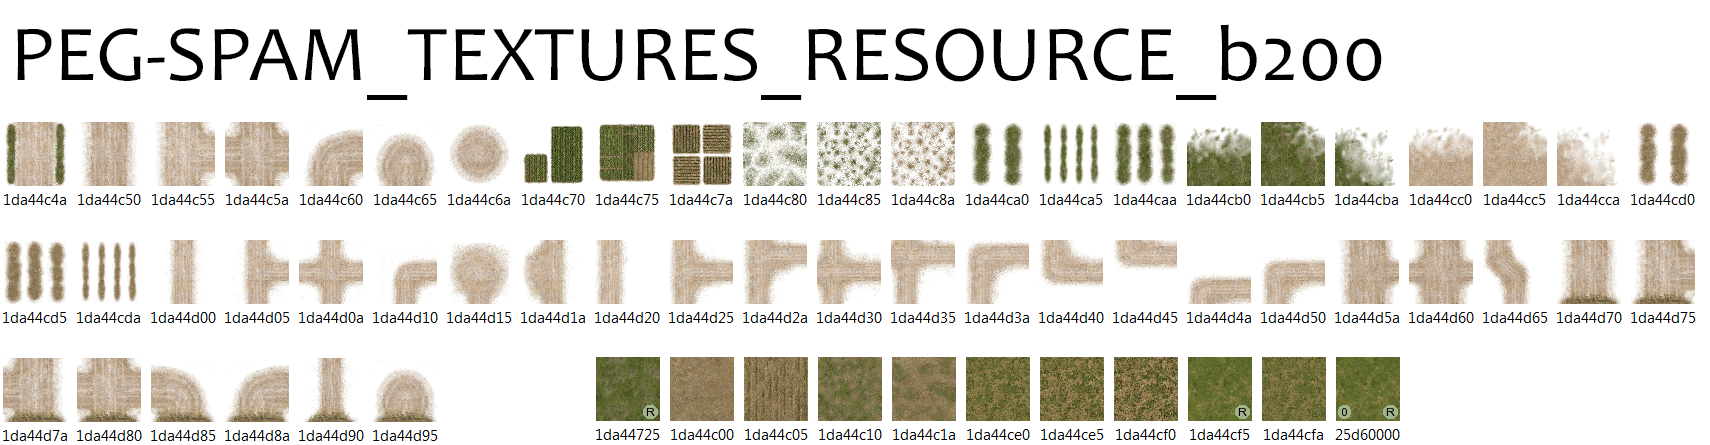 PEG-SPAM_TEXTURES_RESOURCE_b200
1da44c4a 1da44c50 1da44c55 1da44c5a 1da44c60 1da44c65 1da44c6a 1da44c70 1da44c75 1da44c7a 1da44c80 1da44c85 1da44c8a 1da44ca0 1da44ca5 1da44caa 1da44cb0 1da44cb5 1da44cba 1da44cc0 1da44cc5 1da44cca 1da44cd0
1da44cd5 1da44cda 1da44d00 1da44d05 1da44d0a 1da44d10 1da44d15 1da44d1a 1da44d20 1da44d25 1da44d2a 1da44d30 1da44d35 1da44d3a 1da44d40 1da44d45 1da44d4a 1da44d50 1da44d5a 1da44d60 1da44d65 1da44d70 1da44d75
R R 0 R
1da44d7a 1da44d80 1da44d85 1da44d8a 1da44d90 1da44d95 1da44725 1da44c00 1da44c05 1da44c10 1da44c1a 1da44ce0 1da44ce5 1da44cf0 1da44cf5 1da44cfa 25d60000